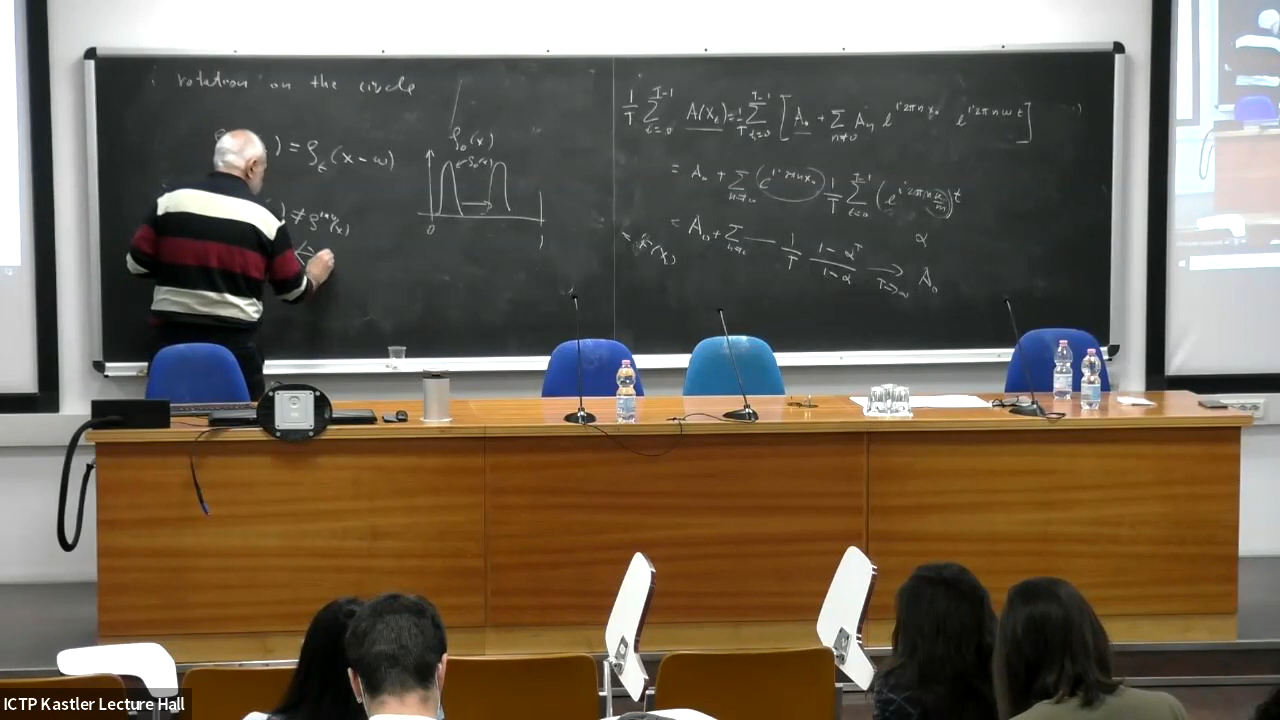 rotation on the circle
) = ρ_t(x-ω)
≠ ρ^inv(x)
ρ_0(x)
0 1
1/T Σ_{t=0}^{T-1} A(x_t) = 1/T Σ_{t=0}^{T-1} [A_0 + Σ_{n≠0} A_n e^{i2πn x_0} e^{i2πnωt}]
= A_0 + Σ_{n≠0} (e^{i2πn x_0}) 1/T Σ_{t=0}^{T-1} (e^{i2πn
)^t
α
= A_0 + Σ_{n≠0} — 1/T (1-α^T)/(1-α) → A_0
T→∞
ICTP Kastler Lecture Hall